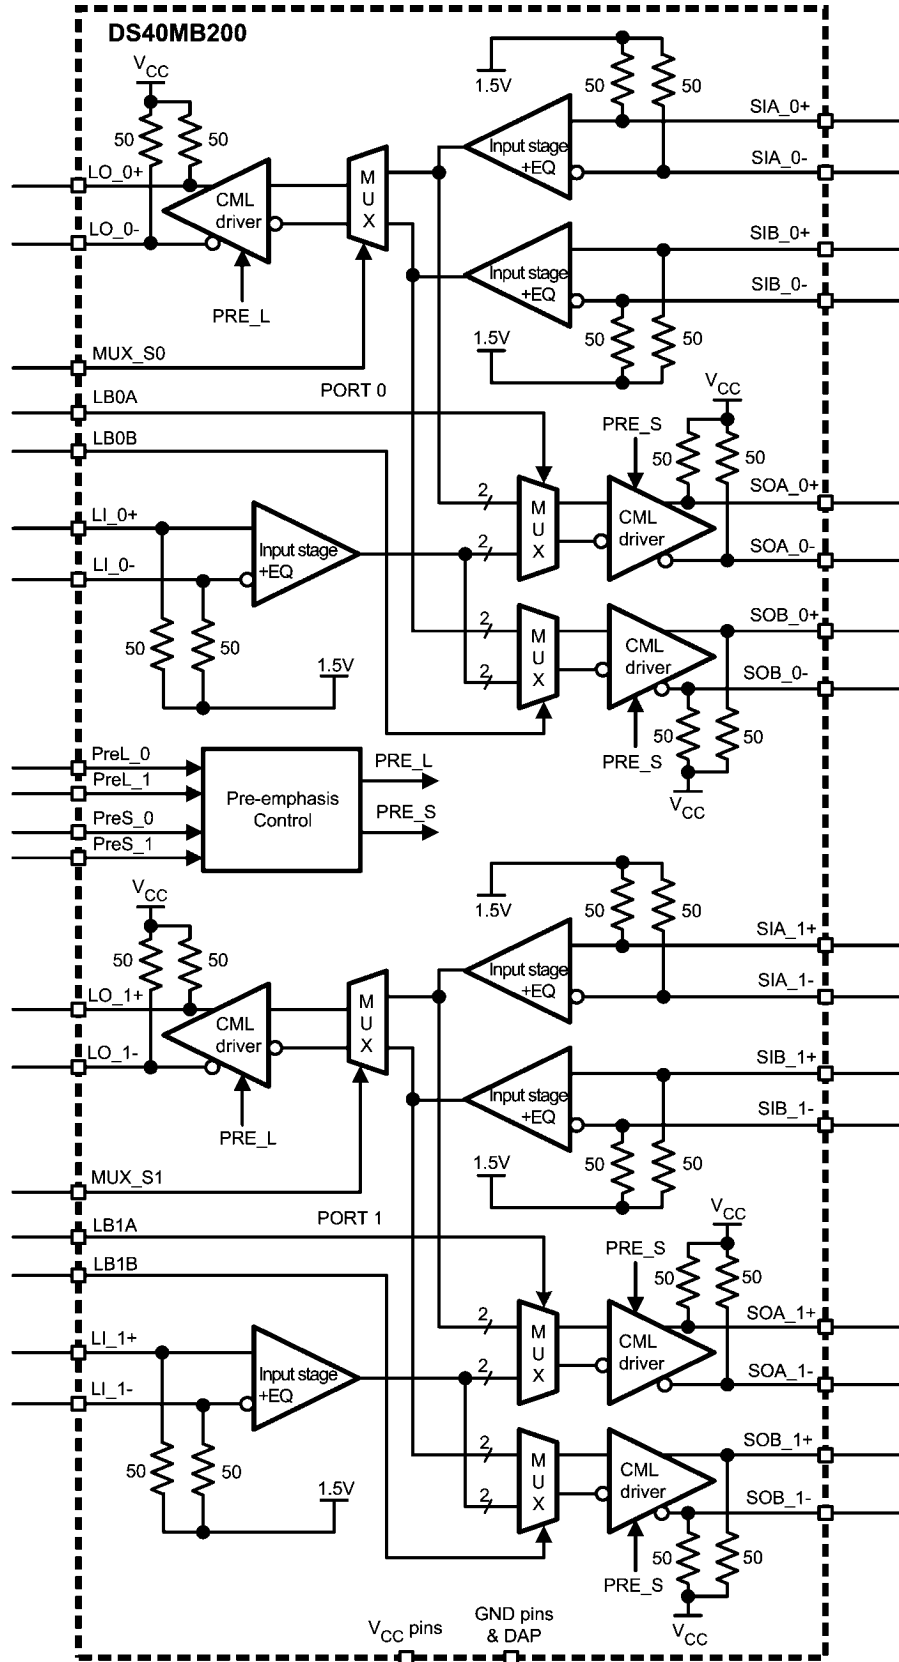 DS40MB200
VCC
50
50
1.5V
50
50
SIA_0+
Input stage
+EQ
SIA_0-
LO_0+
CML
driver
MUX
LO_0-
PRE_L
SIB_0+
Input stage
+EQ
SIB_0-
50
50
1.5V
MUX_S0
PORT 0
LB0A
LB0B
VCC
PRE_S
50
50
2
MUX
CML
driver
SOA_0+
LI_0+
Input stage
+EQ
2
SOA_0-
LI_0-
50
50
1.5V
2
MUX
CML
driver
SOB_0+
2
SOB_0-
PRE_S
50
50
VCC
PreL_0
PreL_1
PreS_0
PreS_1
Pre-emphasis
Control
PRE_L
PRE_S
VCC
50
50
1.5V
50
50
SIA_1+
Input stage
+EQ
SIA_1-
LO_1+
CML
driver
MUX
LO_1-
PRE_L
SIB_1+
Input stage
+EQ
SIB_1-
50
50
1.5V
MUX_S1
PORT 1
LB1A
LB1B
VCC
PRE_S
50
50
2
MUX
CML
driver
SOA_1+
LI_1+
Input stage
+EQ
2
SOA_1-
LI_1-
50
50
1.5V
2
MUX
CML
driver
SOB_1+
2
SOB_1-
PRE_S
50
50
VCC
VCC pins
GND pins
& DAP